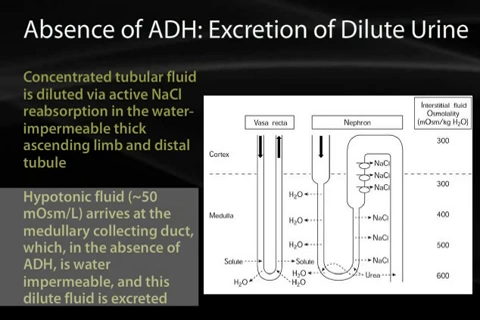 Absence of ADH: Excretion of Dilute Urine
Concentrated tubular fluid
is diluted via active NaCl
reabsorption in the water-
impermeable thick
ascending limb and distal
tubule
Hypotonic fluid (~50
mOsm/L) arrives at the
medullary collecting duct,
which, in the absence of
ADH, is water
impermeable, and this
dilute fluid is excreted
Vasa recta
Nephron
Interstitial fluid
Osmolality
(mOsm/kg H₂O)
Cortex
300
NaCl
NaCl
NaCl
300
H₂O
Medulla
H₂O
NaCl
400
H₂O
NaCl
500
Solute
Solute
NaCl
H₂O
H₂O
H₂O
Urea
600